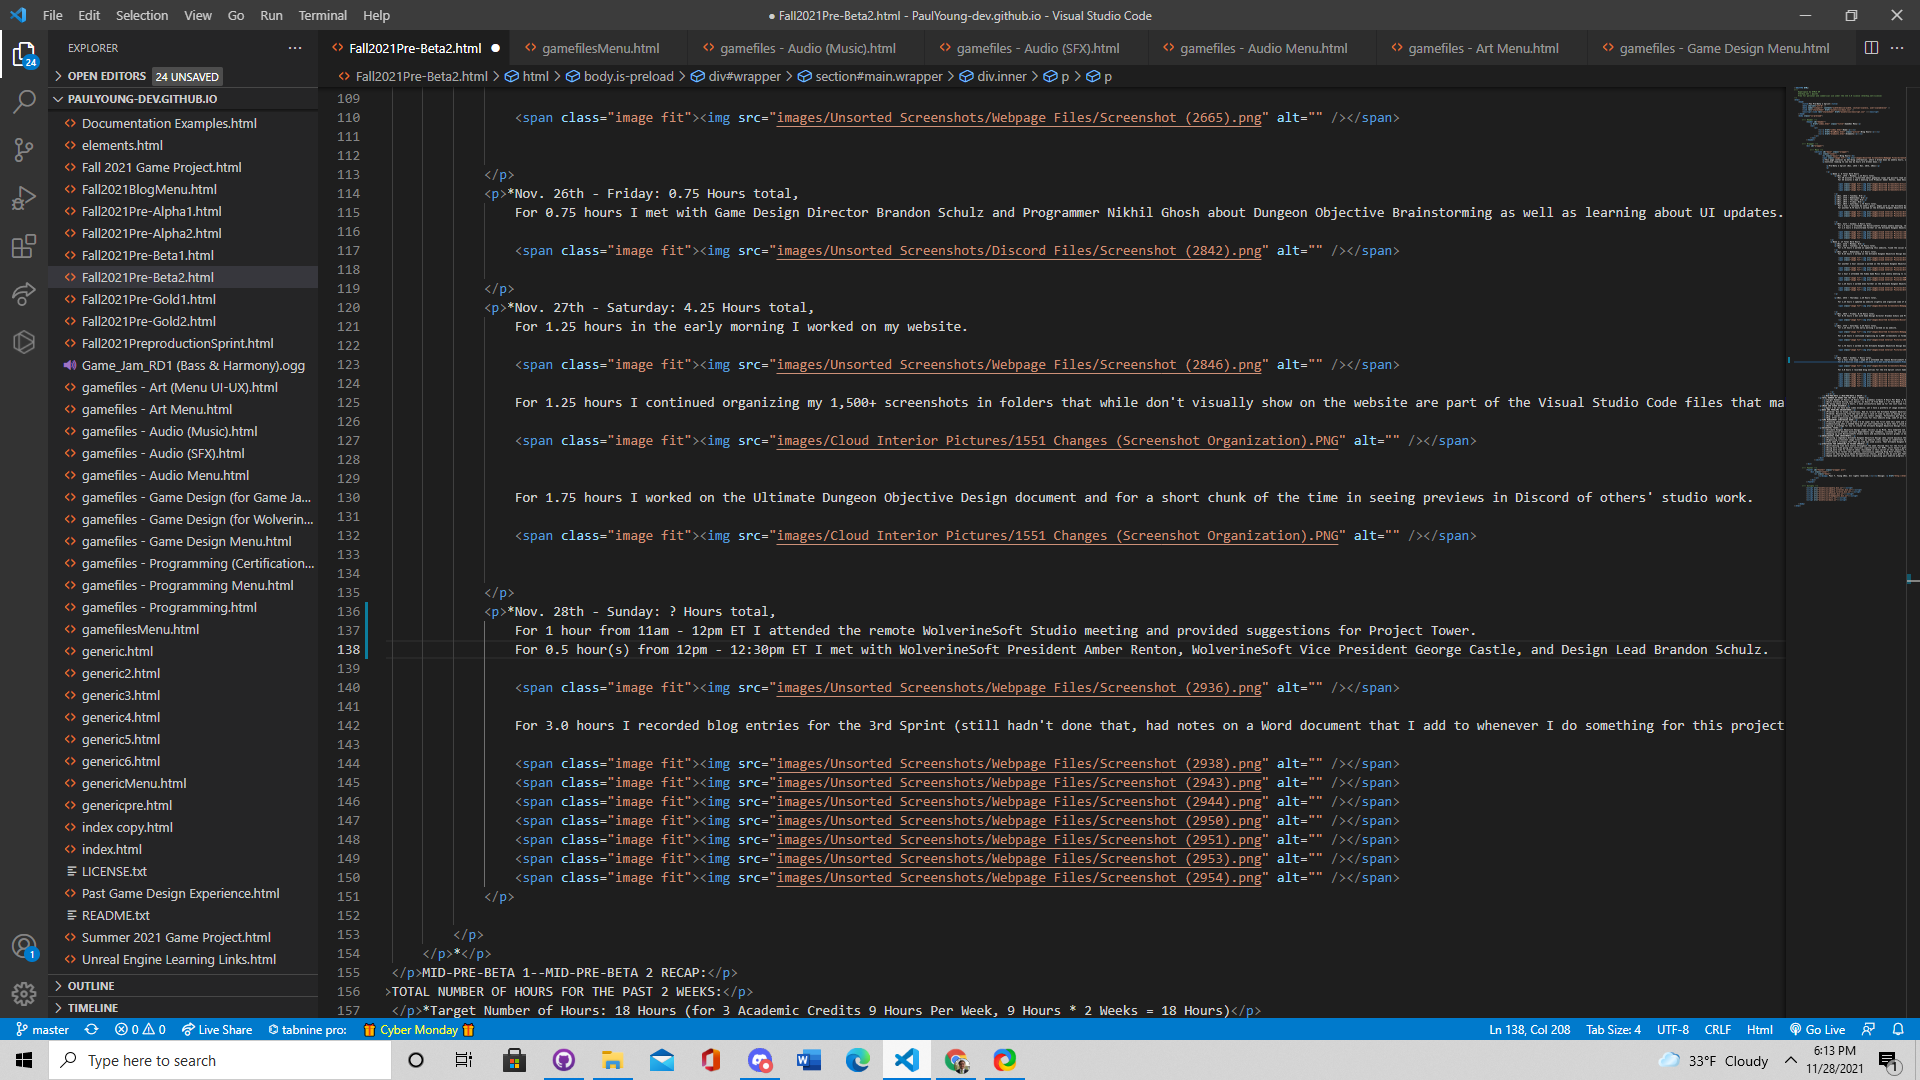 File Edit Selection View Go Run Terminal Help
● Fall2021Pre-Beta2.html - PaulYoung-dev.github.io - Visual Studio Code
EXPLORER
Fall2021Pre-Beta2.html ● gamefilesMenu.html gamefiles - Audio (Music).html gamefiles - Audio (SFX).html gamefiles - Audio Menu.html gamefiles - Art Menu.html gamefiles - Game Design Menu.html
Fall2021Pre-Beta2.html > html > body.is-preload > div#wrapper > section#main.wrapper > div.inner > p > p
24
OPEN EDITORS 24 UNSAVED
PAULYOUNG-DEV.GITHUB.IO
Documentation Examples.html
elements.html
Fall 2021 Game Project.html
Fall2021BlogMenu.html
Fall2021Pre-Alpha1.html
Fall2021Pre-Alpha2.html
Fall2021Pre-Beta1.html
Fall2021Pre-Beta2.html
Fall2021Pre-Gold1.html
Fall2021Pre-Gold2.html
Fall2021PreproductionSprint.html
Game_Jam_RD1 (Bass & Harmony).ogg
gamefiles - Art (Menu UI-UX).html
gamefiles - Art Menu.html
gamefiles - Audio (Music).html
gamefiles - Audio (SFX).html
gamefiles - Audio Menu.html
gamefiles - Game Design (for Game Ja...
gamefiles - Game Design (for Wolverin...
gamefiles - Game Design Menu.html
gamefiles - Programming (Certification...
gamefiles - Programming Menu.html
gamefiles - Programming.html
gamefilesMenu.html
generic.html
generic2.html
generic3.html
generic4.html
generic5.html
generic6.html
genericMenu.html
genericpre.html
index copy.html
index.html
LICENSE.txt
Past Game Design Experience.html
README.txt
Summer 2021 Game Project.html
Unreal Engine Learning Links.html
OUTLINE
TIMELINE
1
109
110 <span class="image fit"><img src="images/Unsorted Screenshots/Webpage Files/Screenshot (2665).png" alt="" /></span>
111
112
113 </p>
114 <p>*Nov. 26th - Friday: 0.75 Hours total,
115 For 0.75 hours I met with Game Design Director Brandon Schulz and Programmer Nikhil Ghosh about Dungeon Objective Brainstorming as well as learning about UI updates.
116
117 <span class="image fit"><img src="images/Unsorted Screenshots/Discord Files/Screenshot (2842).png" alt="" /></span>
118
119 </p>
120 <p>*Nov. 27th - Saturday: 4.25 Hours total,
121 For 1.25 hours in the early morning I worked on my website.
122
123 <span class="image fit"><img src="images/Unsorted Screenshots/Webpage Files/Screenshot (2846).png" alt="" /></span>
124
125 For 1.25 hours I continued organizing my 1,500+ screenshots in folders that while don't visually show on the website are part of the Visual Studio Code files that ma
126
127 <span class="image fit"><img src="images/Cloud Interior Pictures/1551 Changes (Screenshot Organization).PNG" alt="" /></span>
128
129
130 For 1.75 hours I worked on the Ultimate Dungeon Objective Design document and for a short chunk of the time in seeing previews in Discord of others' studio work.
131
132 <span class="image fit"><img src="images/Cloud Interior Pictures/1551 Changes (Screenshot Organization).PNG" alt="" /></span>
133
134
135 </p>
136 <p>*Nov. 28th - Sunday: ? Hours total,
137 For 1 hour from 11am - 12pm ET I attended the remote WolverineSoft Studio meeting and provided suggestions for Project Tower.
138 For 0.5 hour(s) from 12pm - 12:30pm ET I met with WolverineSoft President Amber Renton, WolverineSoft Vice President George Castle, and Design Lead Brandon Schulz.
139
140 <span class="image fit"><img src="images/Unsorted Screenshots/Webpage Files/Screenshot (2936).png" alt="" /></span>
141
142 For 3.0 hours I recorded blog entries for the 3rd Sprint (still hadn't done that, had notes on a Word document that I add to whenever I do something for this project
143
144 <span class="image fit"><img src="images/Unsorted Screenshots/Webpage Files/Screenshot (2938).png" alt="" /></span>
145 <span class="image fit"><img src="images/Unsorted Screenshots/Webpage Files/Screenshot (2943).png" alt="" /></span>
146 <span class="image fit"><img src="images/Unsorted Screenshots/Webpage Files/Screenshot (2944).png" alt="" /></span>
147 <span class="image fit"><img src="images/Unsorted Screenshots/Webpage Files/Screenshot (2950).png" alt="" /></span>
148 <span class="image fit"><img src="images/Unsorted Screenshots/Webpage Files/Screenshot (2951).png" alt="" /></span>
149 <span class="image fit"><img src="images/Unsorted Screenshots/Webpage Files/Screenshot (2953).png" alt="" /></span>
150 <span class="image fit"><img src="images/Unsorted Screenshots/Webpage Files/Screenshot (2954).png" alt="" /></span>
151 </p>
152
153 </p>
154 </p>*</p>
155 </p>MID-PRE-BETA 1--MID-PRE-BETA 2 RECAP:</p>
156 >TOTAL NUMBER OF HOURS FOR THE PAST 2 WEEKS:</p>
157 </p>*Target Number of Hours: 18 Hours (for 3 Academic Credits 9 Hours Per Week, 9 Hours * 2 Weeks = 18 Hours)</p>
master 0 0 Live Share tabnine pro: Cyber Monday Ln 138, Col 208 Tab Size: 4 UTF-8 CRLF Html Go Live
Type here to search
33°F Cloudy
6:13 PM
11/28/2021
1